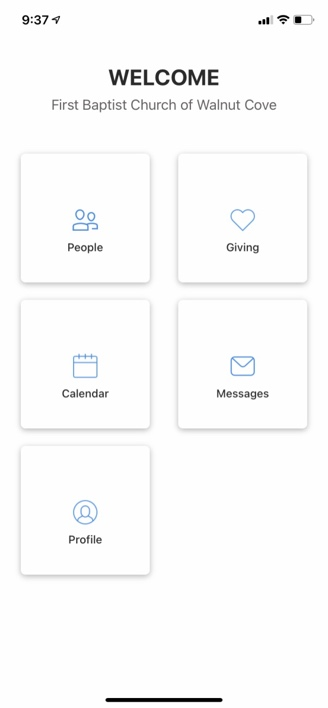 9:37
WELCOME
First Baptist Church of Walnut Cove
People
Giving
Calendar
Messages
Profile